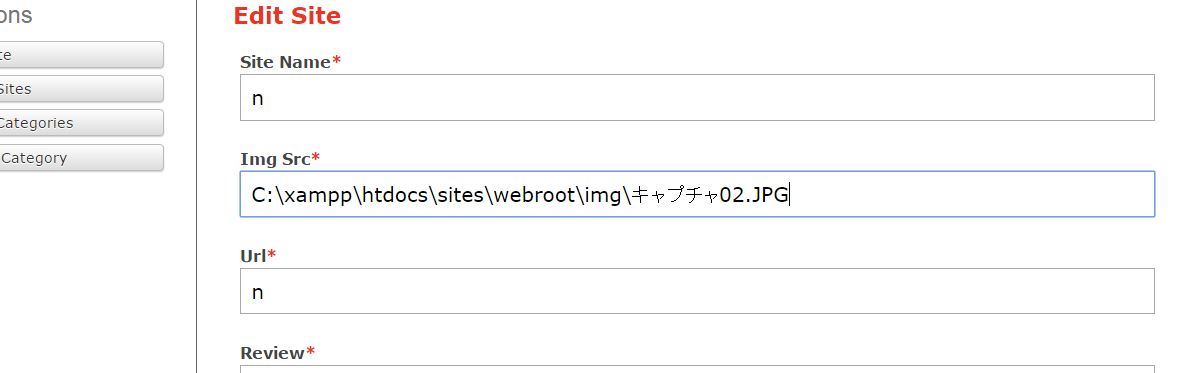 ons
te
Sites
Categories
Category
Edit Site
Site Name*
n
Img Src*
C:\xampp\htdocs\sites\webroot\img\キャプチャ02.JPG
Url*
n
Review*